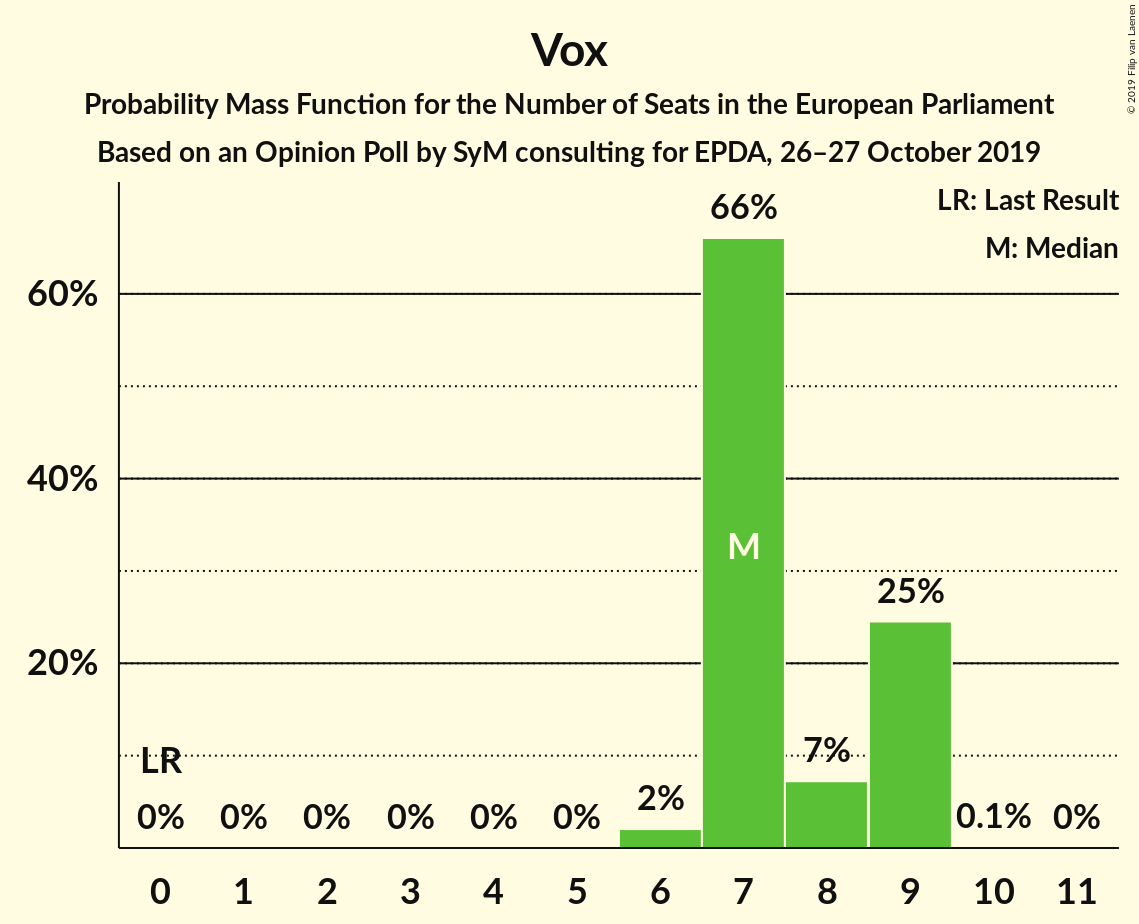 Vox
Probability Mass Function for the Number of Seats in the European Parliament
Based on an Opinion Poll by SyM consulting for EPDA, 26–27 October 2019
© 2019 Filip van Laenen
LR: Last Result
M: Median
60%
40%
20%
LR
0%
0%
0%
0%
0%
0%
2%
66%
M
7%
25%
0.1%
0%
0 1 2 3 4 5 6 7 8 9 10 11